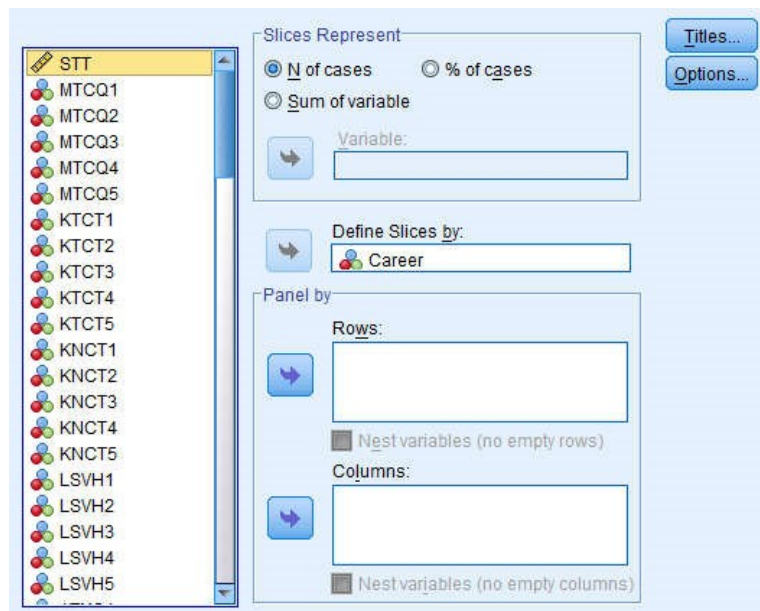 STT
MTCQ1
MTCQ2
MTCQ3
MTCQ4
MTCQ5
KTCT1
KTCT2
KTCT3
KTCT4
KTCT5
KNCT1
KNCT2
KNCT3
KNCT4
KNCT5
LSVH1
LSVH2
LSVH3
LSVH4
LSVH5
Slices Represent
N of cases % of cases
Sum of variable
Variable:
Define Slices by:
Career
Panel by
Rows:
Nest variables (no empty rows)
Columns:
Nest variables (no empty columns)
Titles...
Options...